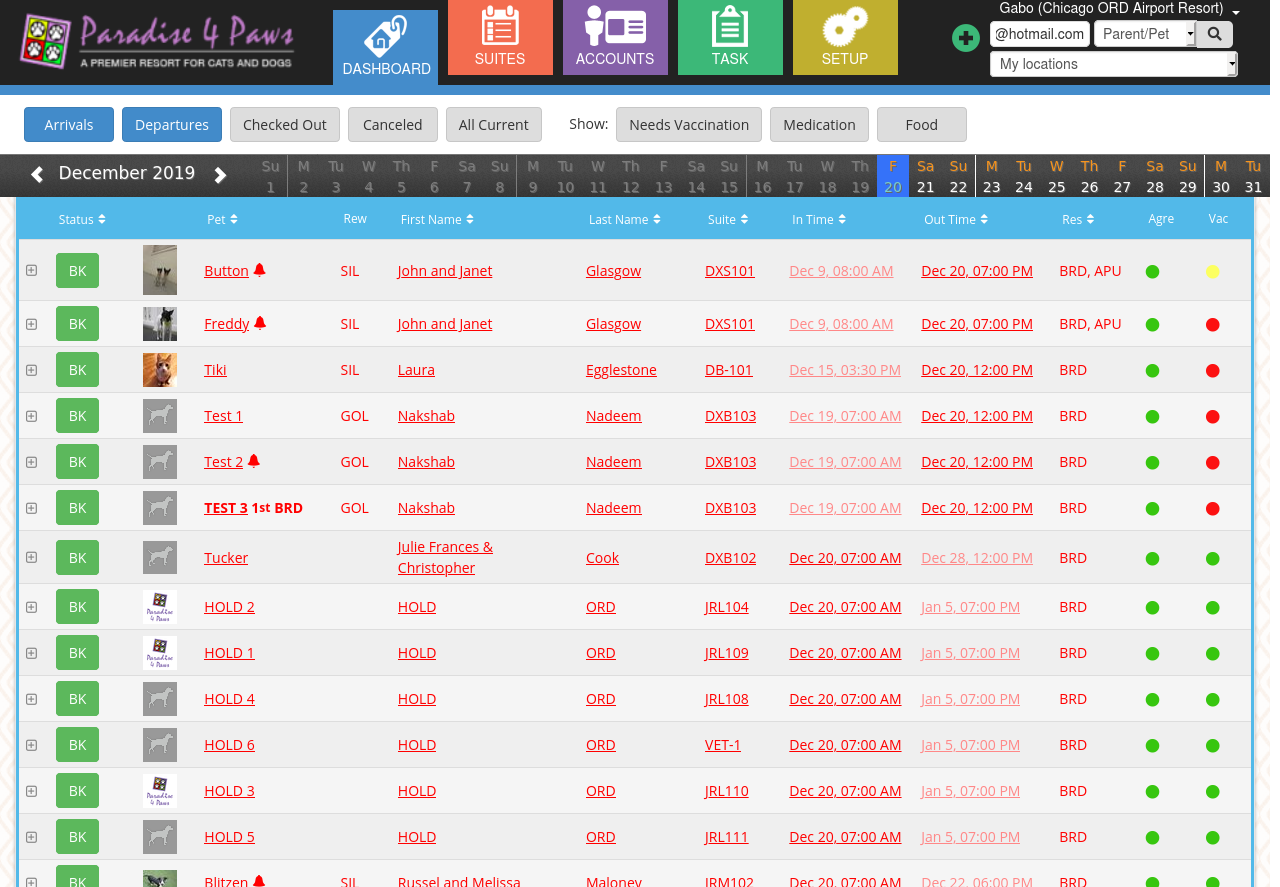 Paradise 4 Paws
A PREMIER RESORT FOR CATS AND DOGS
DASHBOARD
SUITES
ACCOUNTS
TASK
SETUP
Gabo (Chicago ORD Airport Resort)
@hotmail.com Parent/Pet
My locations
Arrivals Departures Checked Out Canceled All Current Show: Needs Vaccination Medication Food
December 2019
Su M Tu W Th F Sa Su M Tu W Th F Sa Su M Tu W Th F Sa Su M Tu W Th F Sa Su M Tu
1 2 3 4 5 6 7 8 9 10 11 12 13 14 15 16 17 18 19 20 21 22 23 24 25 26 27 28 29 30 31
Status Pet Rew First Name Last Name Suite In Time Out Time Res Agre Vac
BK Button SIL John and Janet Glasgow DXS101 Dec 9, 08:00 AM Dec 20, 07:00 PM BRD, APU
BK Freddy SIL John and Janet Glasgow DXS101 Dec 9, 08:00 AM Dec 20, 07:00 PM BRD, APU
BK Tiki SIL Laura Egglestone DB-101 Dec 15, 03:30 PM Dec 20, 12:00 PM BRD
BK Test 1 GOL Nakshab Nadeem DXB103 Dec 19, 07:00 AM Dec 20, 12:00 PM BRD
BK Test 2 GOL Nakshab Nadeem DXB103 Dec 19, 07:00 AM Dec 20, 12:00 PM BRD
BK TEST 3 1st BRD GOL Nakshab Nadeem DXB103 Dec 19, 07:00 AM Dec 20, 12:00 PM BRD
BK Tucker Julie Frances & Christopher Cook DXB102 Dec 20, 07:00 AM Dec 28, 12:00 PM BRD
BK Paradise 4 Paws HOLD 2 HOLD ORD JRL104 Dec 20, 07:00 AM Jan 5, 07:00 PM BRD
BK Paradise 4 Paws HOLD 1 HOLD ORD JRL109 Dec 20, 07:00 AM Jan 5, 07:00 PM BRD
BK HOLD 4 HOLD ORD JRL108 Dec 20, 07:00 AM Jan 5, 07:00 PM BRD
BK HOLD 6 HOLD ORD VET-1 Dec 20, 07:00 AM Jan 5, 07:00 PM BRD
BK Paradise 4 Paws HOLD 3 HOLD ORD JRL110 Dec 20, 07:00 AM Jan 5, 07:00 PM BRD
BK HOLD 5 HOLD ORD JRL111 Dec 20, 07:00 AM Jan 5, 07:00 PM BRD
BK Blitzen SIL Russel and Melissa Maloney JRM102 Dec 20, 07:00 AM Dec 22, 06:00 PM BRD